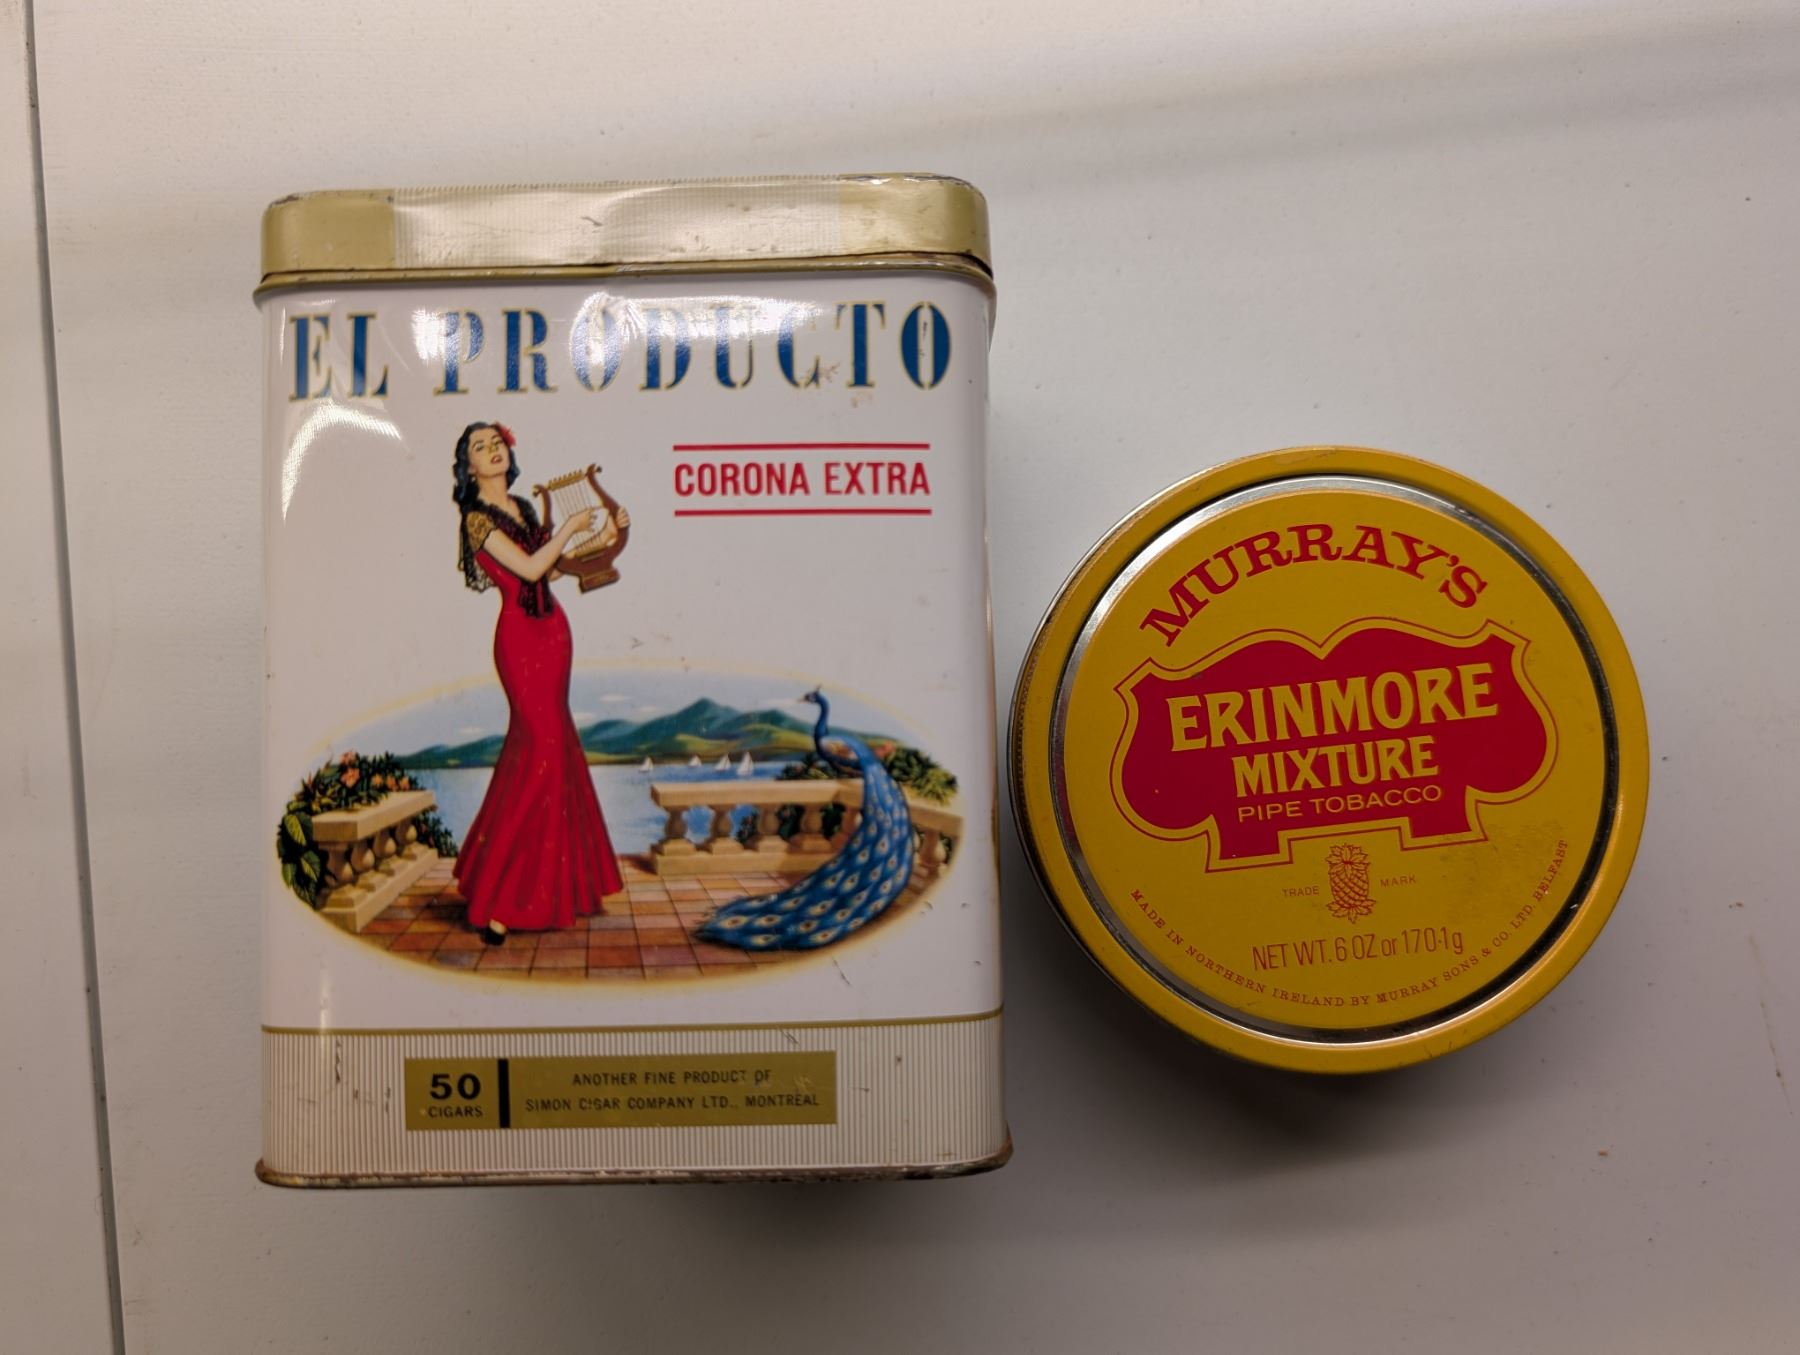 EL PRODUCTO
CORONA EXTRA
50
CIGARS
ANOTHER FINE PRODUCT OF
SIMON CIGAR COMPANY LTD., MONTRÉAL
MURRAY'S
ERINMORE
MIXTURE
PIPE TOBACCO
TRADE MARK
NET WT. 6 OZ or 170·1g
MADE IN NORTHERN IRELAND BY MURRAY SONS & CO. LTD. BELFAST